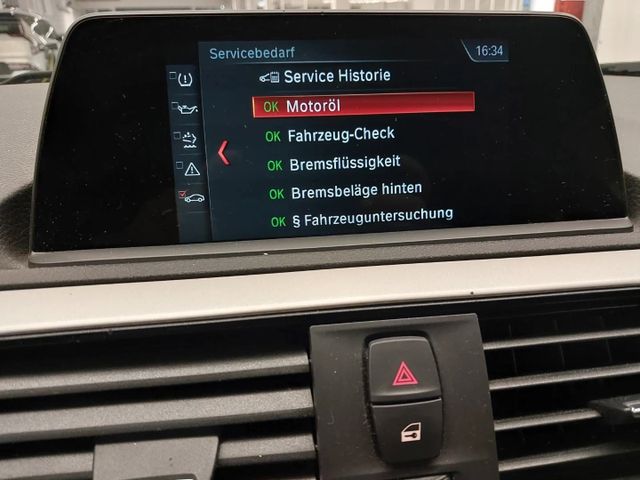 Servicebedarf 16:34
Service Historie
OK Motoröl
OK Fahrzeug-Check
OK Bremsflüssigkeit
OK Bremsbeläge hinten
OK § Fahrzeuguntersuchung